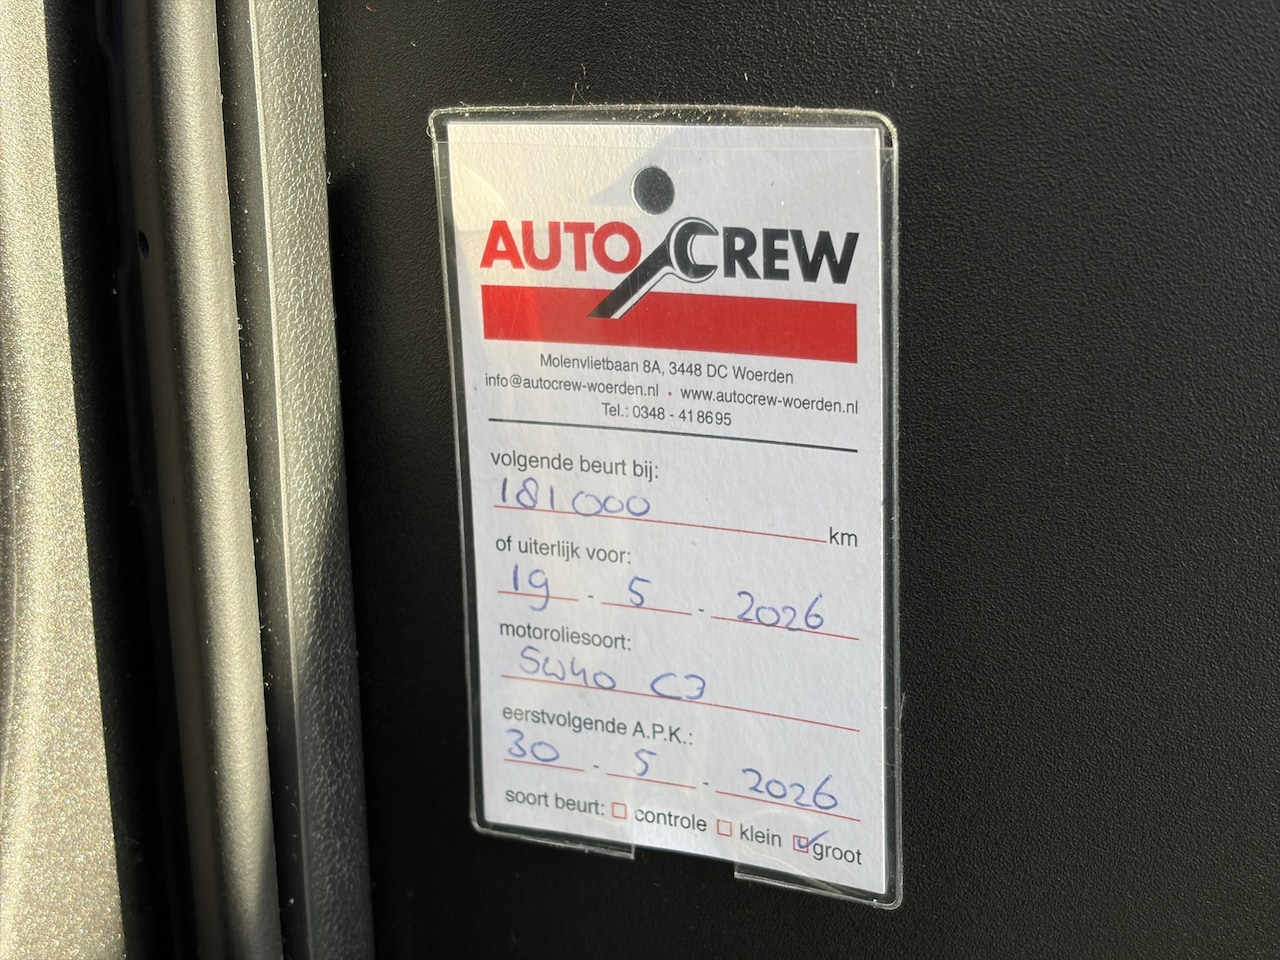 AUTO CREW
Molenvlietbaan 8A, 3448 DC Woerden
info@autocrew-woerden.nl • www.autocrew-woerden.nl
Tel.: 0348 - 418695
volgende beurt bij:
181000 km
of uiterlijk voor:
19 - 5 - 2026
motoroliesoort:
5W40 C3
eerstvolgende A.P.K.:
30 - 5 - 2026
soort beurt: ☐ controle ☐ klein ☑ groot